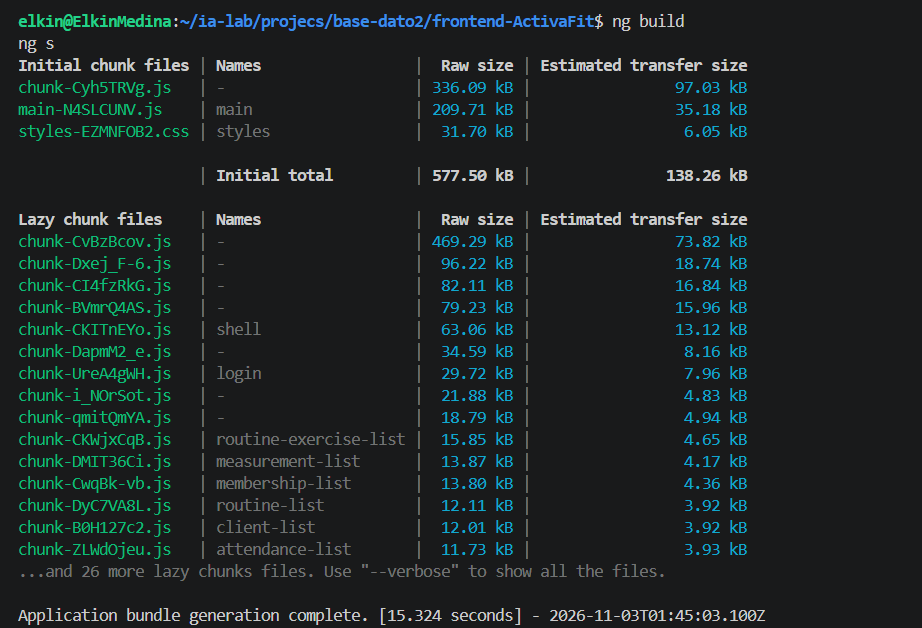 elkin@ElkinMedina:~/ia-lab/projecs/base-dato2/frontend-ActivaFit$ ng build
ng s
Initial chunk files | Names | Raw size | Estimated transfer size
chunk-Cyh5TRVg.js | - | 336.09 kB | 97.03 kB
main-N4SLCUNV.js | main | 209.71 kB | 35.18 kB
styles-EZMNFOB2.css | styles | 31.70 kB | 6.05 kB
| Initial total | 577.50 kB | 138.26 kB
Lazy chunk files | Names | Raw size | Estimated transfer size
chunk-CvBzBcov.js | - | 469.29 kB | 73.82 kB
chunk-Dxej_F-6.js | - | 96.22 kB | 18.74 kB
chunk-CI4fzRkG.js | - | 82.11 kB | 16.84 kB
chunk-BVmrQ4AS.js | - | 79.23 kB | 15.96 kB
chunk-CKITnEYo.js | shell | 63.06 kB | 13.12 kB
chunk-DapmM2_e.js | - | 34.59 kB | 8.16 kB
chunk-UreA4gWH.js | login | 29.72 kB | 7.96 kB
chunk-i_NOrSot.js | - | 21.88 kB | 4.83 kB
chunk-qmitQmYA.js | - | 18.79 kB | 4.94 kB
chunk-CKWjxCqB.js | routine-exercise-list | 15.85 kB | 4.65 kB
chunk-DMIT36Ci.js | measurement-list | 13.87 kB | 4.17 kB
chunk-CwqBk-vb.js | membership-list | 13.80 kB | 4.36 kB
chunk-DyC7VA8L.js | routine-list | 12.11 kB | 3.92 kB
chunk-B0H127c2.js | client-list | 12.01 kB | 3.92 kB
chunk-ZLWdOjeu.js | attendance-list | 11.73 kB | 3.93 kB
...and 26 more lazy chunks files. Use "--verbose" to show all the files.
Application bundle generation complete. [15.324 seconds] - 2026-11-03T01:45:03.100Z